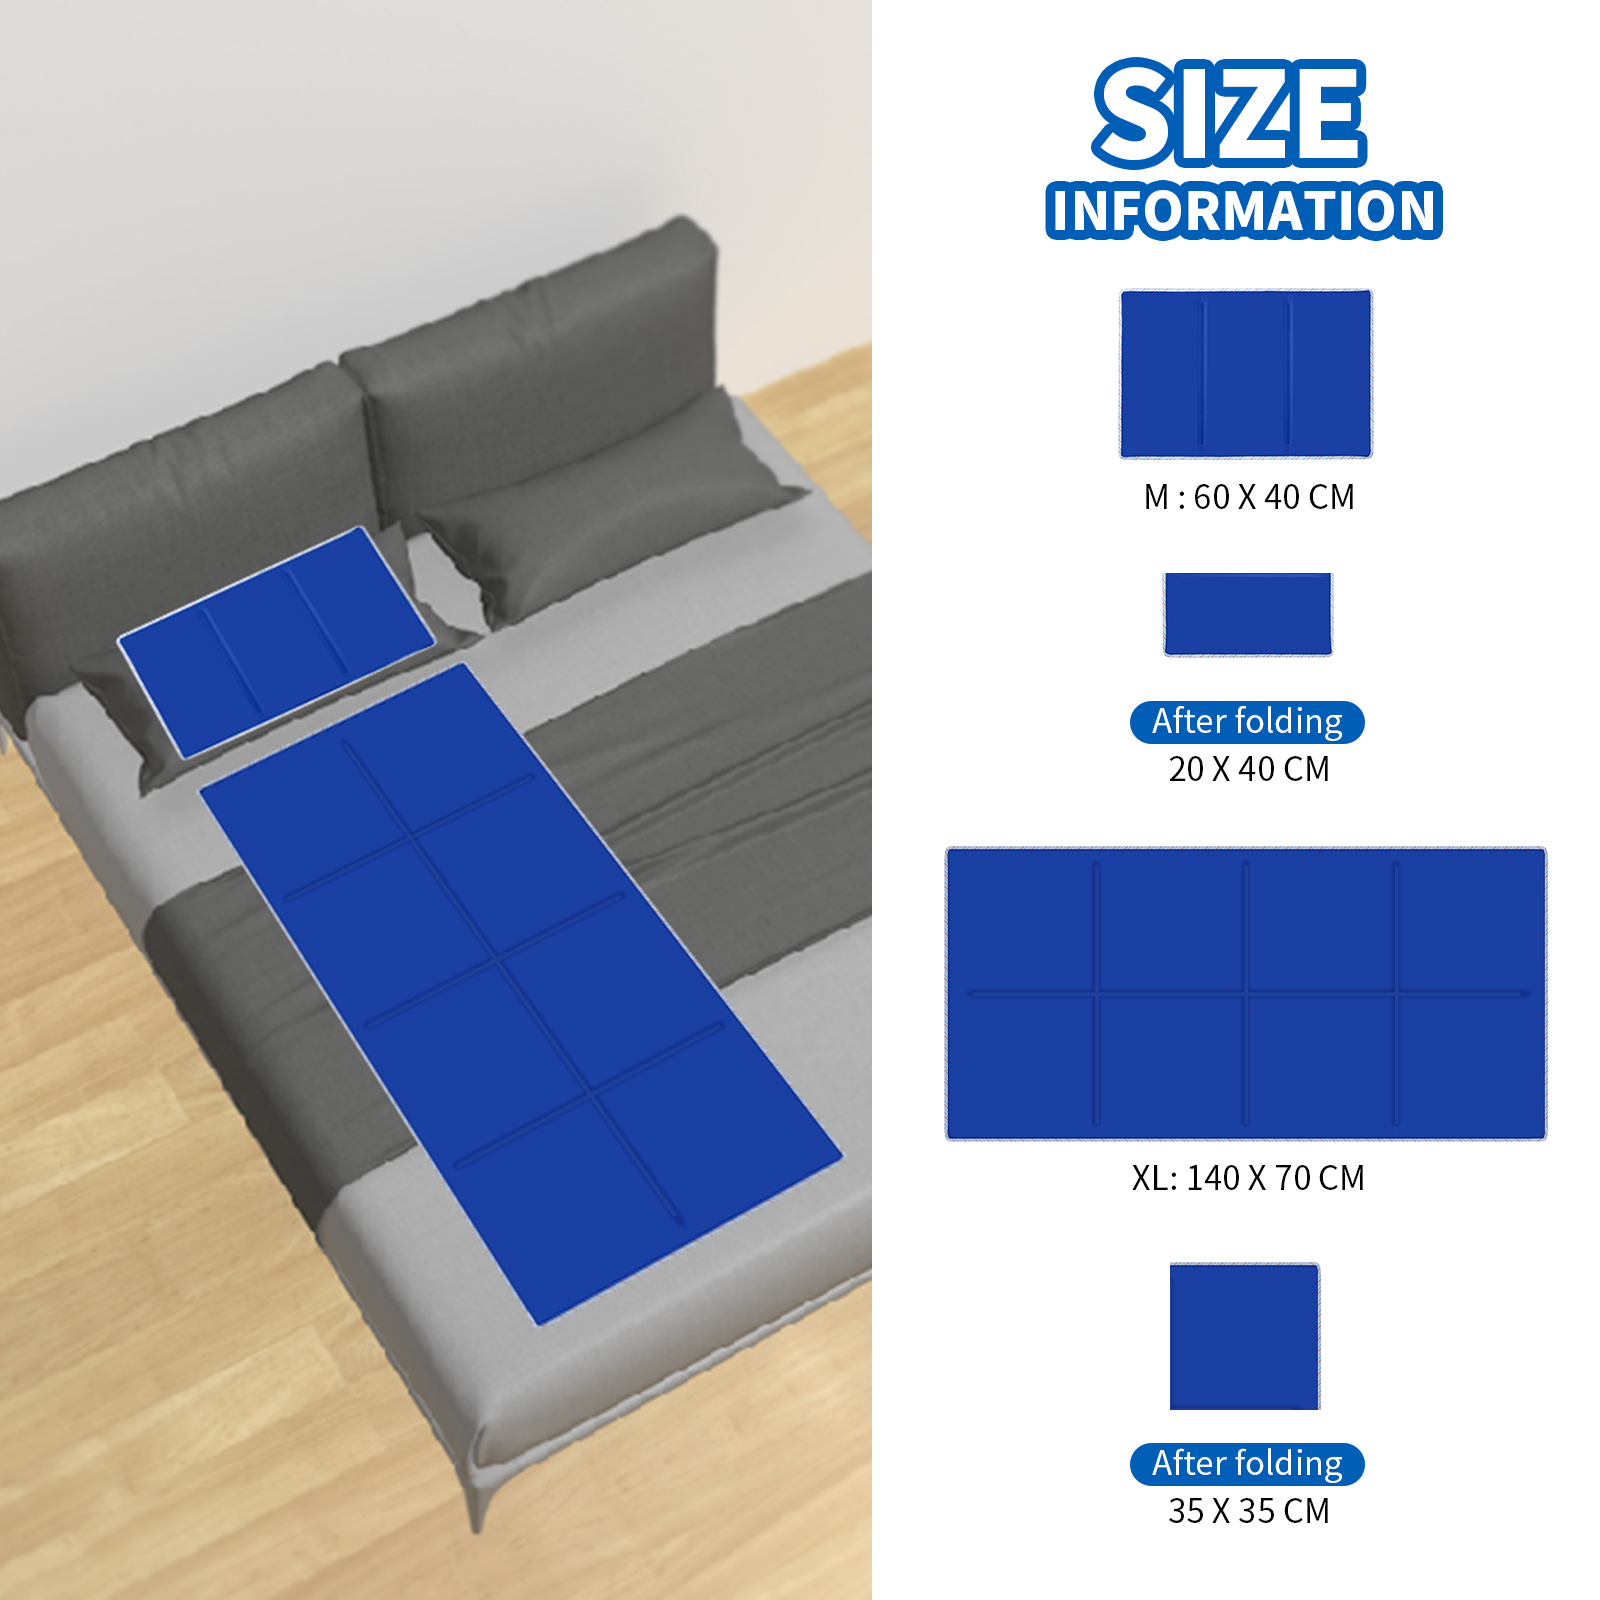 SIZE
INFORMATION
M : 60 X 40 CM
After folding
20 X 40 CM
XL: 140 X 70 CM
After folding
35 X 35 CM